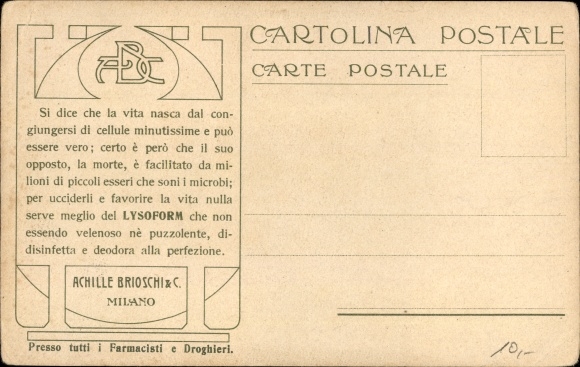 CARTOLINA POSTALE
CARTE POSTALE
ABC
Si dice che la vita nasca dal con-
giungersi di cellule minutissime e può
essere vero; certo è però che il suo
opposto, la morte, è facilitato da mi-
lioni di piccoli esseri che soni i microbi;
per ucciderli e favorire la vita nulla
serve meglio del LYSOFORM che non
essendo velenoso nè puzzolente, di-
disinfetta e deodora alla perfezione.
ACHILLE BRIOSCHI & C.
MILANO
Presso tutti i Farmacisti e Droghieri.
10,-